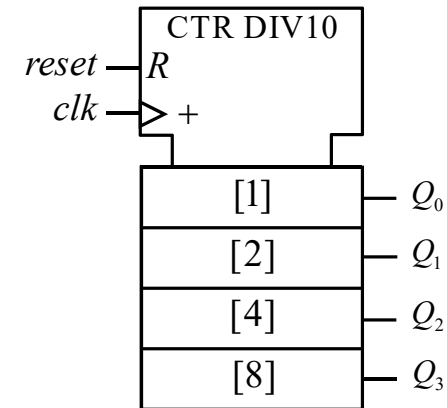 CTR DIV10
reset R
clk +
[1] Q₀
[2] Q₁
[4] Q₂
[8] Q₃